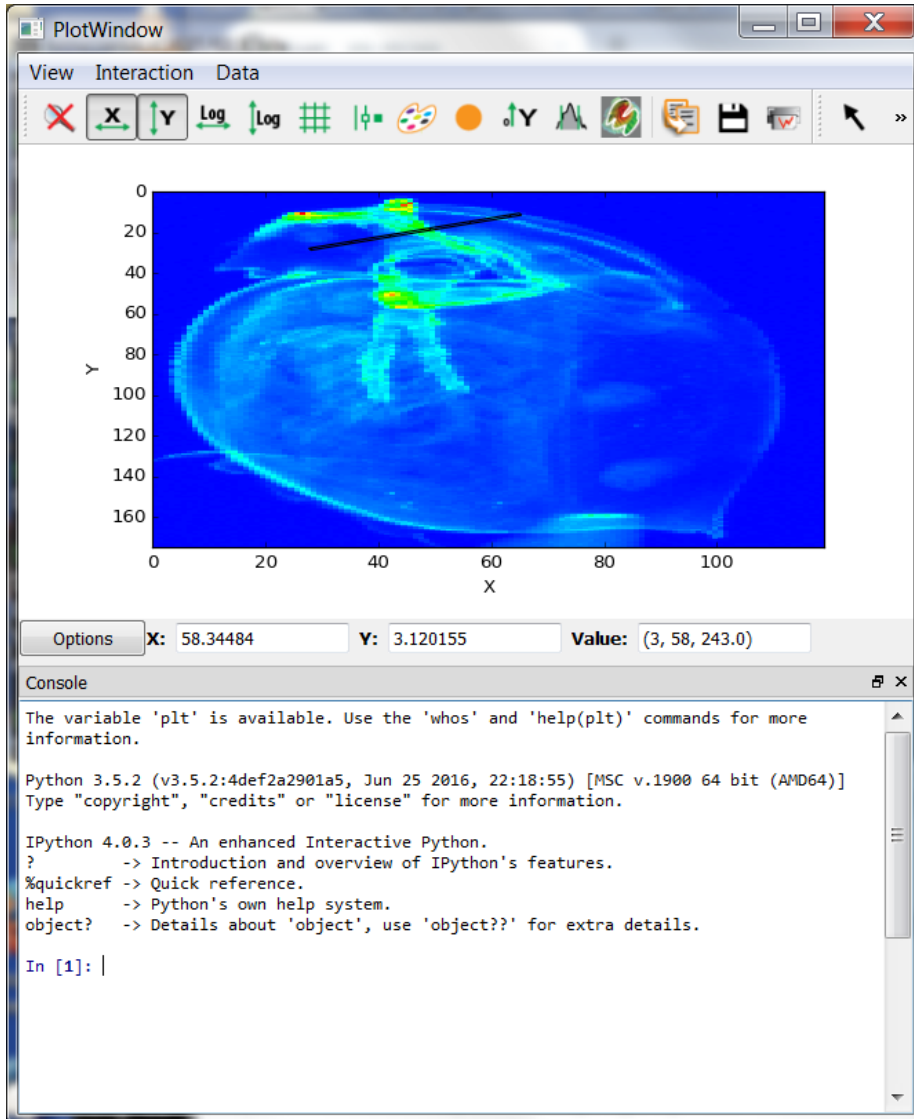 PlotWindow
View Interaction Data
X Y Log Log Y »
0
20
40
60
80
100
120
140
160
Y
0 20 40 60 80 100
X
Options X: 58.34484 Y: 3.120155 Value: (3, 58, 243.0)
Console
The variable 'plt' is available. Use the 'whos' and 'help(plt)' commands for more
information.
Python 3.5.2 (v3.5.2:4def2a2901a5, Jun 25 2016, 22:18:55) [MSC v.1900 64 bit (AMD64)]
Type "copyright", "credits" or "license" for more information.
IPython 4.0.3 -- An enhanced Interactive Python.
? -> Introduction and overview of IPython's features.
%quickref -> Quick reference.
help -> Python's own help system.
object? -> Details about 'object', use 'object??' for extra details.
In [1]: